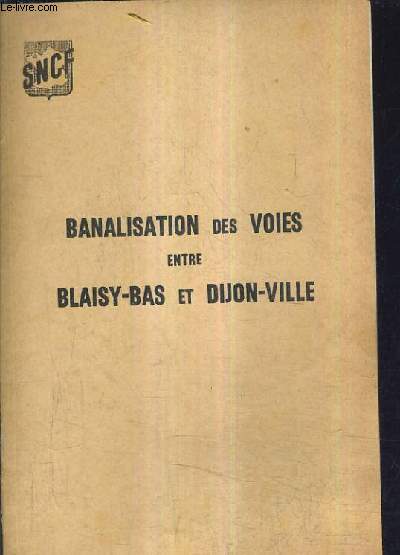 Le-livre.com
SNCF
BANALISATION DES VOIES
ENTRE
BLAISY-BAS ET DIJON-VILLE